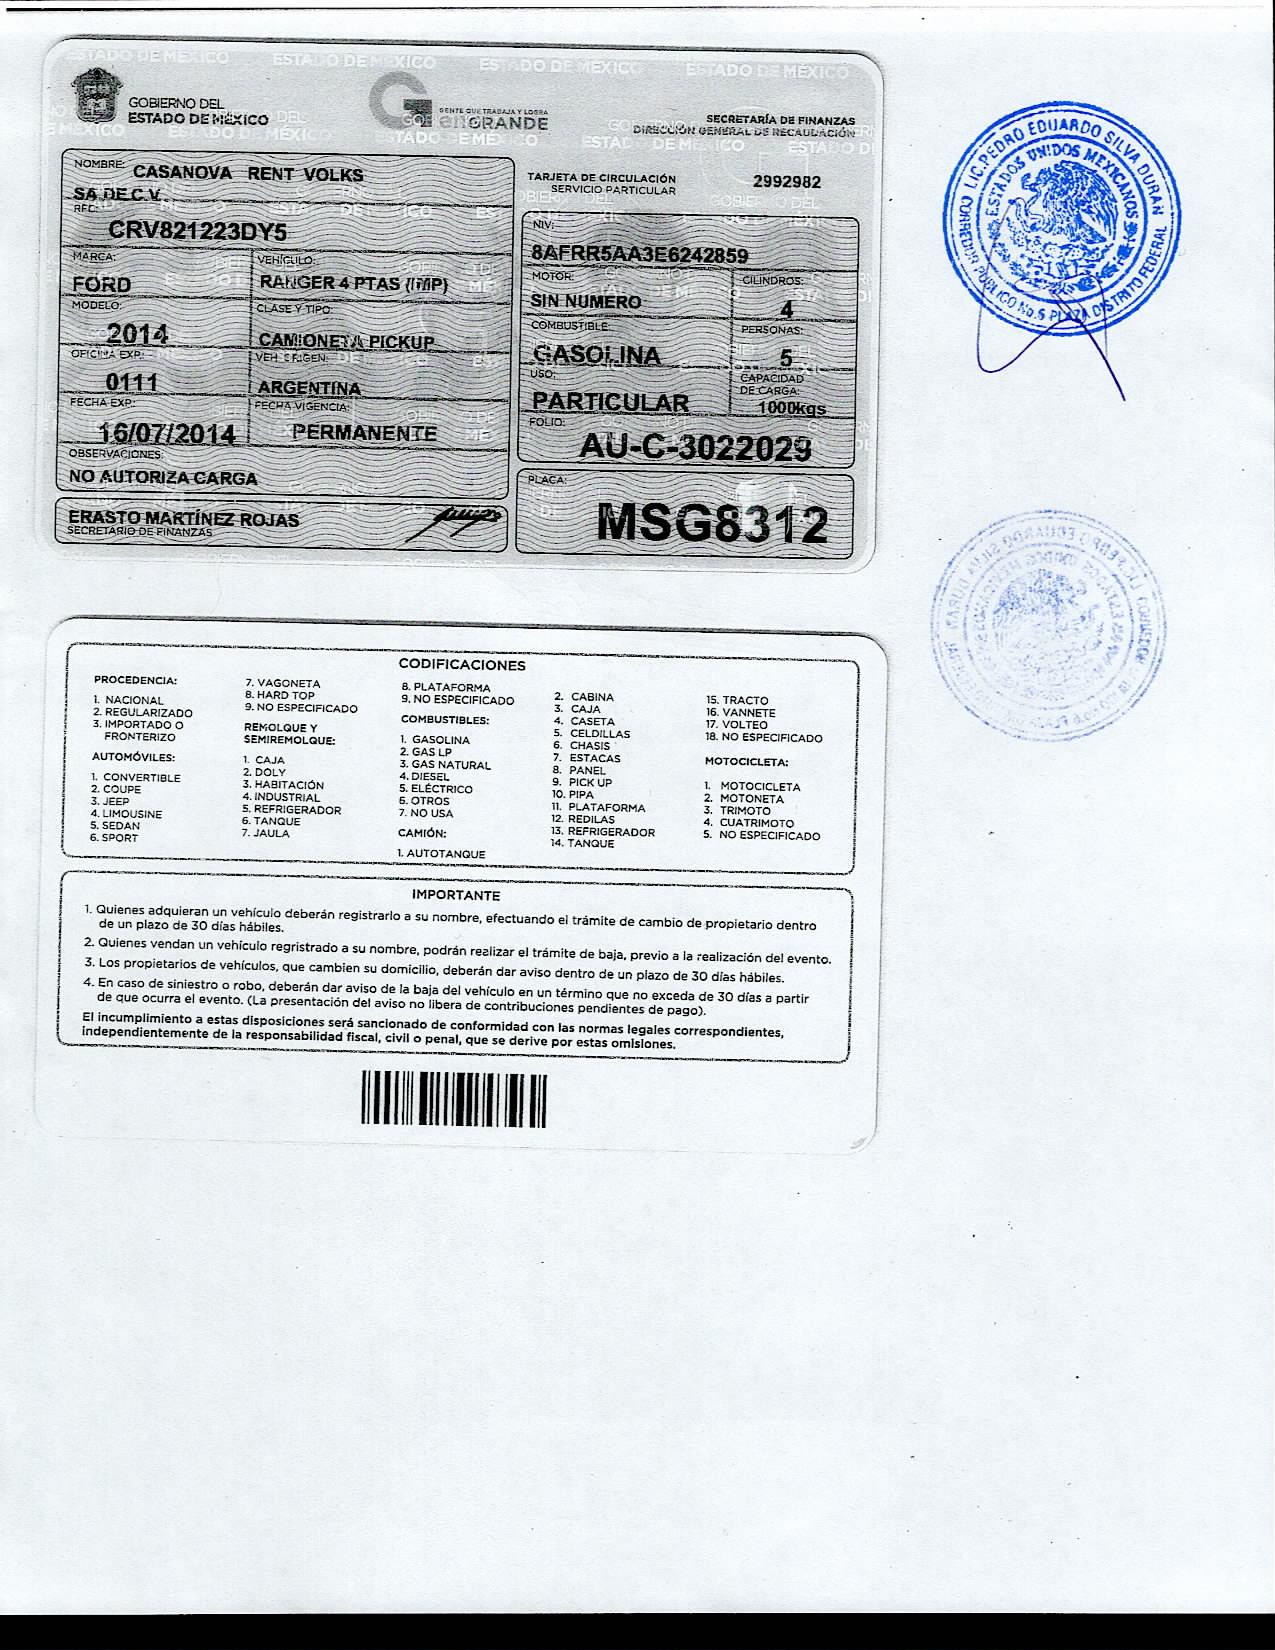 GOBIERNO DEL
ESTADO DE MÉXICO
GENTE QUE TRABAJA Y LOGRA
enGRANDE
SECRETARÍA DE FINANZAS
DIRECCIÓN GENERAL DE RECAUDACIÓN
TARJETA DE CIRCULACIÓN
SERVICIO PARTICULAR
2992982
NOMBRE: CASANOVA RENT VOLKS
SA DE C.V.
RFC:
CRV821223DY5
MARCA:
FORD
VEHÍCULO:
RANGER 4 PTAS (IMP)
MODELO:
2014
CLASE Y TIPO:
CAMIONETA PICKUP
OFICINA EXP.:
0111
VEH. ORIGEN:
ARGENTINA
FECHA EXP.:
16/07/2014
FECHA VIGENCIA:
PERMANENTE
OBSERVACIONES:
NO AUTORIZA CARGA
ERASTO MARTÍNEZ ROJAS
SECRETARIO DE FINANZAS
NIV:
8AFRR5AA3E6242859
MOTOR:
SIN NUMERO
CILINDROS:
4
COMBUSTIBLE:
GASOLINA
PERSONAS:
5
USO:
PARTICULAR
CAPACIDAD
DE CARGA:
1000kgs
FOLIO:
AU-C-3022029
PLACA:
MSG8312
LIC. PEDRO EDUARDO SILVA DURAN
CORREDOR PÚBLICO No.6 PLAZA DISTRITO FEDERAL
ESTADOS UNIDOS MEXICANOS
CODIFICACIONES
PROCEDENCIA:
1. NACIONAL
2. REGULARIZADO
3. IMPORTADO O
FRONTERIZO
AUTOMÓVILES:
1. CONVERTIBLE
2. COUPE
3. JEEP
4. LIMOUSINE
5. SEDAN
6. SPORT
7. VAGONETA
8. HARD TOP
9. NO ESPECIFICADO
REMOLQUE Y
SEMIREMOLQUE:
1. CAJA
2. DOLY
3. HABITACIÓN
4. INDUSTRIAL
5. REFRIGERADOR
6. TANQUE
7. JAULA
8. PLATAFORMA
9. NO ESPECIFICADO
COMBUSTIBLES:
1. GASOLINA
2. GAS LP
3. GAS NATURAL
4. DIESEL
5. ELÉCTRICO
6. OTROS
7. NO USA
CAMIÓN:
1. AUTOTANQUE
2. CABINA
3. CAJA
4. CASETA
5. CELDILLAS
6. CHASIS
7. ESTACAS
8. PANEL
9. PICK UP
10. PIPA
11. PLATAFORMA
12. REDILAS
13. REFRIGERADOR
14. TANQUE
15. TRACTO
16. VANNETE
17. VOLTEO
18. NO ESPECIFICADO
MOTOCICLETA:
1. MOTOCICLETA
2. MOTONETA
3. TRIMOTO
4. CUATRIMOTO
5. NO ESPECIFICADO
IMPORTANTE
1. Quienes adquieran un vehículo deberán registrarlo a su nombre, efectuando el trámite de cambio de propietario dentro
de un plazo de 30 días hábiles.
2. Quienes vendan un vehículo regristrado a su nombre, podrán realizar el trámite de baja, previo a la realización del evento.
3. Los propietarios de vehículos, que cambien su domicilio, deberán dar aviso dentro de un plazo de 30 días hábiles.
4. En caso de siniestro o robo, deberán dar aviso de la baja del vehículo en un término que no exceda de 30 días a partir
de que ocurra el evento. (La presentación del aviso no libera de contribuciones pendientes de pago).
El incumplimiento a estas disposiciones será sancionado de conformidad con las normas legales correspondientes,
independientemente de la responsabilidad fiscal, civil o penal, que se derive por estas omisiones.